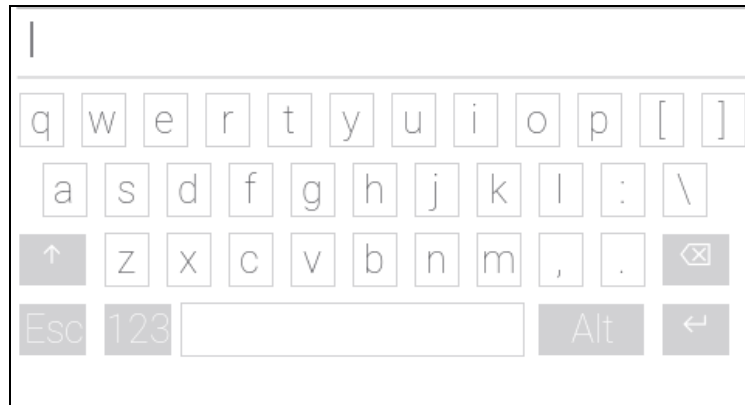 q w e r t y u i o p [ ]
a s d f g h j k l : \
↑ z x c v b n m , . ⌫
Esc 123 Alt ↵